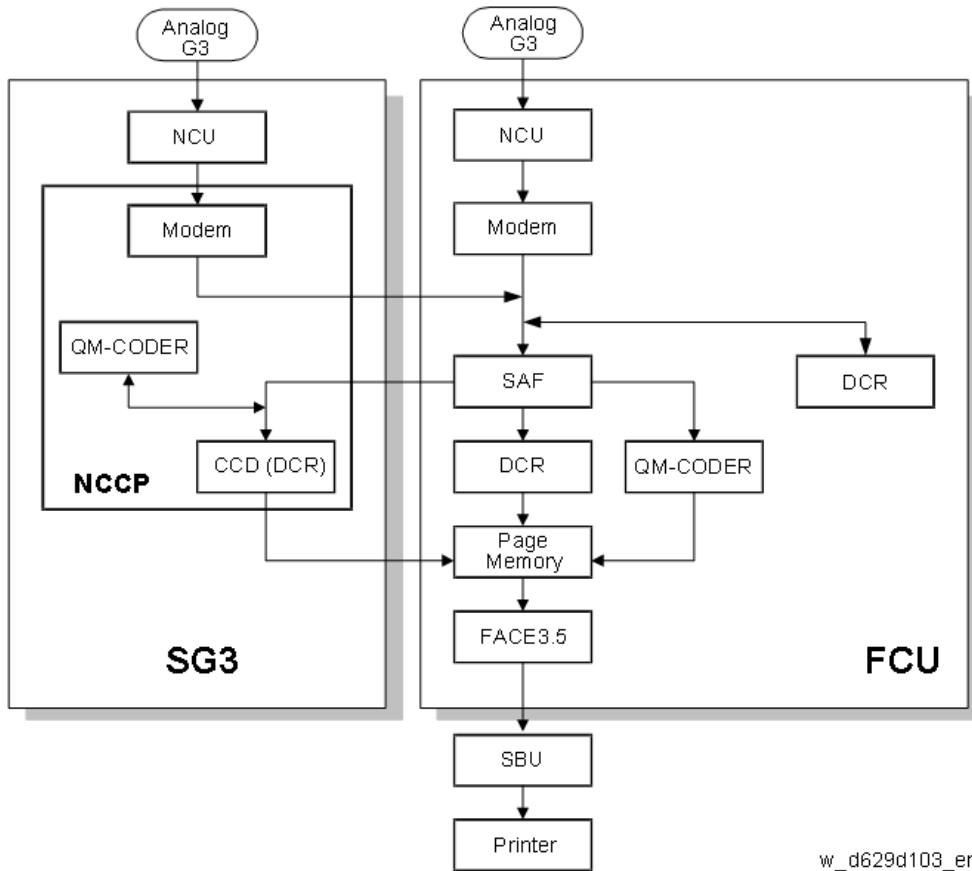 Analog
G3
Analog
G3
NCU
NCU
Modem
Modem
QM-CODER
SAF
DCR
CCD (DCR)
DCR
QM-CODER
NCCP
Page
Memory
FACE3.5
SG3
FCU
SBU
Printer
w_d629d103_en